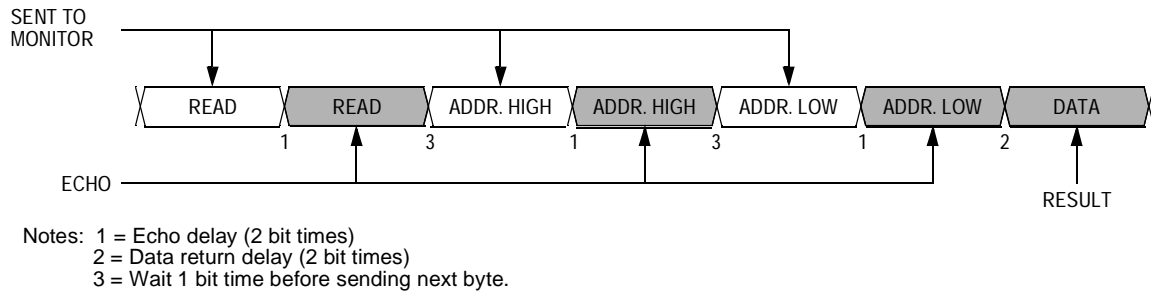 SENT TO
MONITOR
READ READ ADDR. HIGH ADDR. HIGH ADDR. LOW ADDR. LOW DATA
1 3 1 3 1 2
ECHO
RESULT
Notes: 1 = Echo delay (2 bit times)
2 = Data return delay (2 bit times)
3 = Wait 1 bit time before sending next byte.